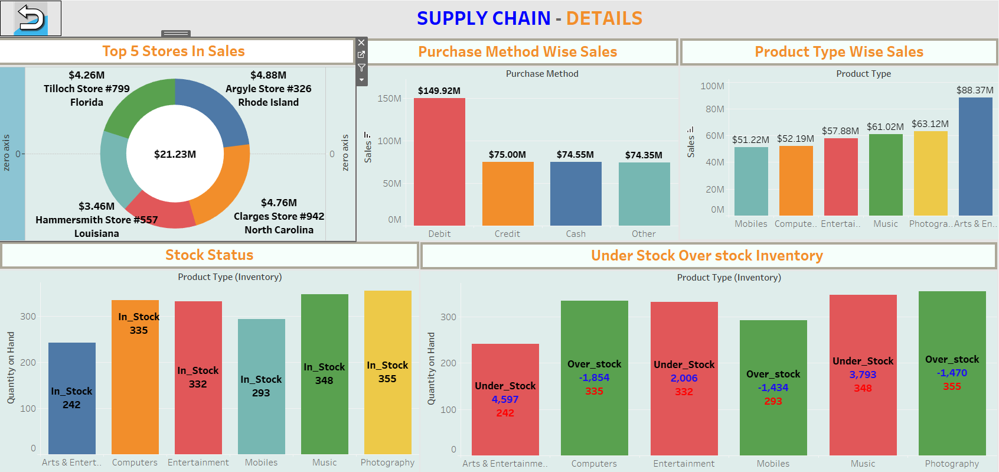 SUPPLY CHAIN - DETAILS
Top 5 Stores In Sales
$4.26M
Tilloch Store #799
Florida
$4.88M
Argyle Store #326
Rhode Island
zero axis
0
$21.23M
0
zero axis
$3.46M
Hammersmith Store #557
Louisiana
$4.76M
Clarges Store #942
North Carolina
Purchase Method Wise Sales
Purchase Method
Sales
150M
100M
50M
0M
$149.92M
$75.00M
$74.55M
$74.35M
Debit
Credit
Cash
Other
Product Type Wise Sales
Product Type
Sales
100M
80M
60M
40M
20M
0M
$51.22M
$52.19M
$57.88M
$61.02M
$63.12M
$88.37M
Mobiles
Compute..
Entertai..
Music
Photogra..
Arts & En..
Stock Status
Product Type (Inventory)
Quantity on Hand
300
200
100
0
In_Stock
242
In_Stock
335
In_Stock
332
In_Stock
293
In_Stock
348
In_Stock
355
Arts & Entert..
Computers
Entertainment
Mobiles
Music
Photography
Under Stock Over stock Inventory
Product Type (Inventory)
Quantity on Hand
300
200
100
0
Under_Stock
4,597
242
Over_stock
-1,854
335
Under_Stock
2,006
332
Over_stock
-1,434
293
Under_Stock
3,793
348
Over_stock
-1,470
355
Arts & Entertainme..
Computers
Entertainment
Mobiles
Music
Photography